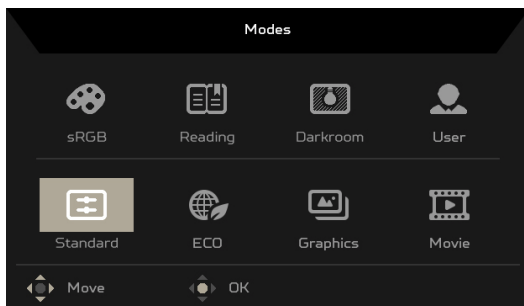 Modes
sRGB Reading Darkroom User
Standard ECO Graphics Movie
Move OK